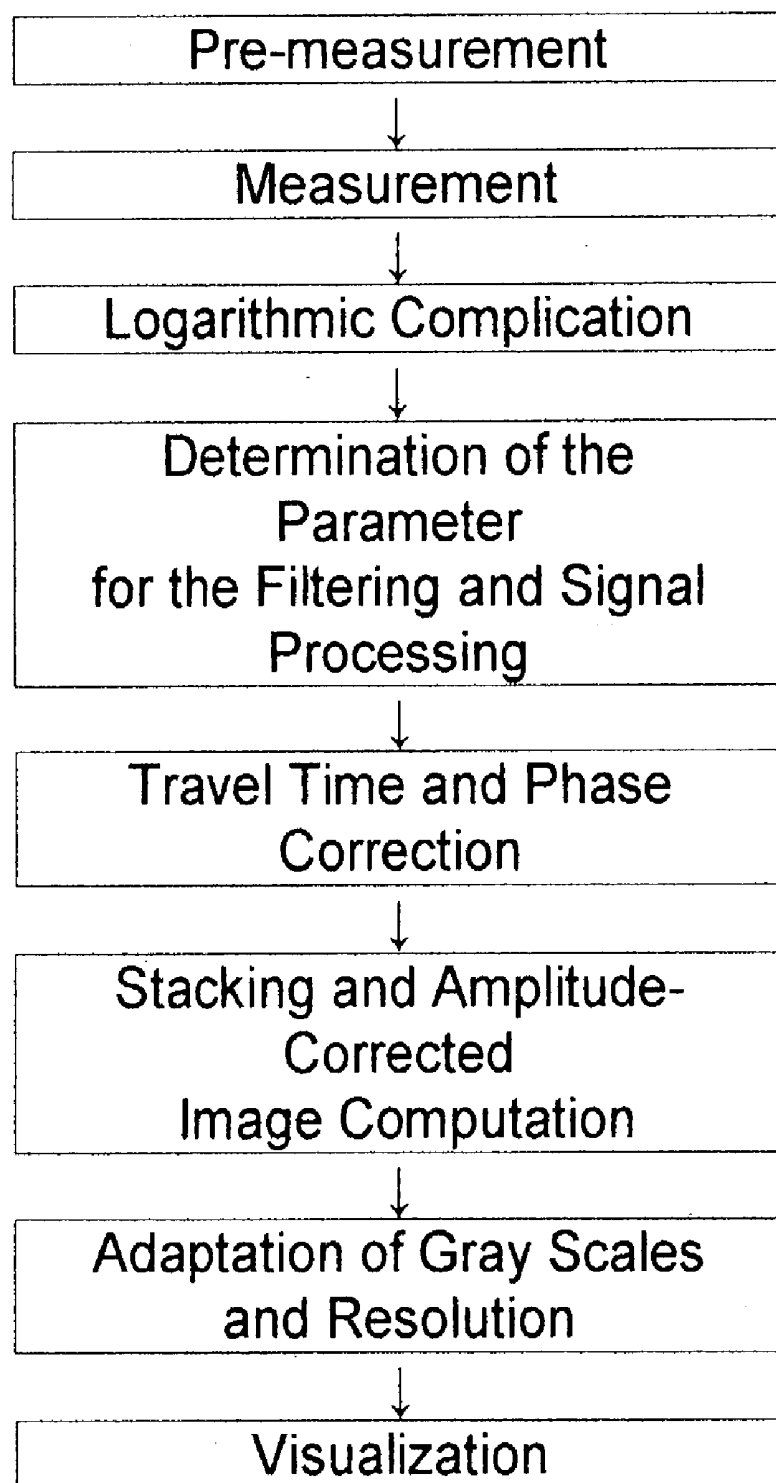 Pre-measurement
Measurement
Logarithmic Complication
Determination of the
Parameter
for the Filtering and Signal
Processing
Travel Time and Phase
Correction
Stacking and Amplitude-
Corrected
Image Computation
Adaptation of Gray Scales
and Resolution
Visualization